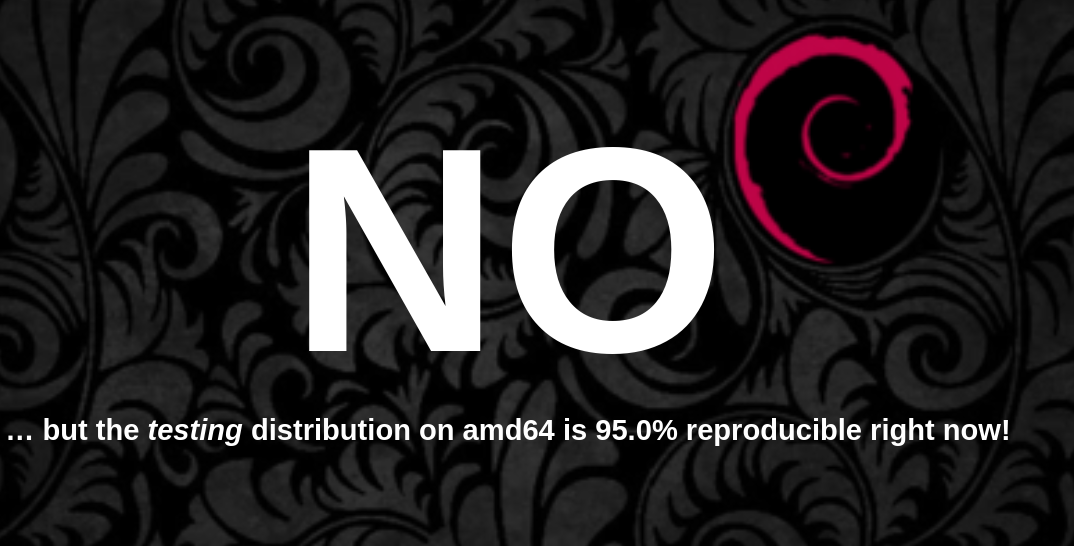 NO
… but the testing distribution on amd64 is 95.0% reproducible right now!